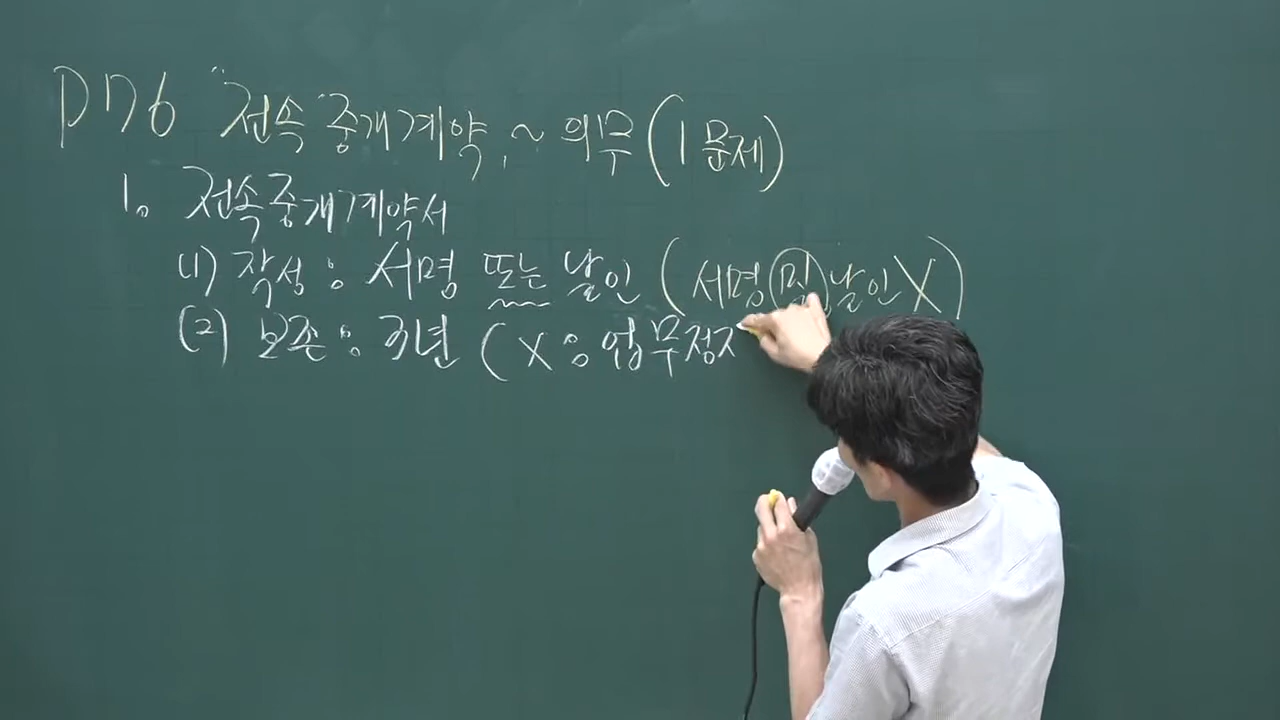 P176 "전속"중개계약, ~ 의무 (1문제)
1. 전속중개계약서
(1) 작성 : 서명 또는 날인 (서명 및 날인 X)
(2) 보존 : 3년 (X : 업무정지